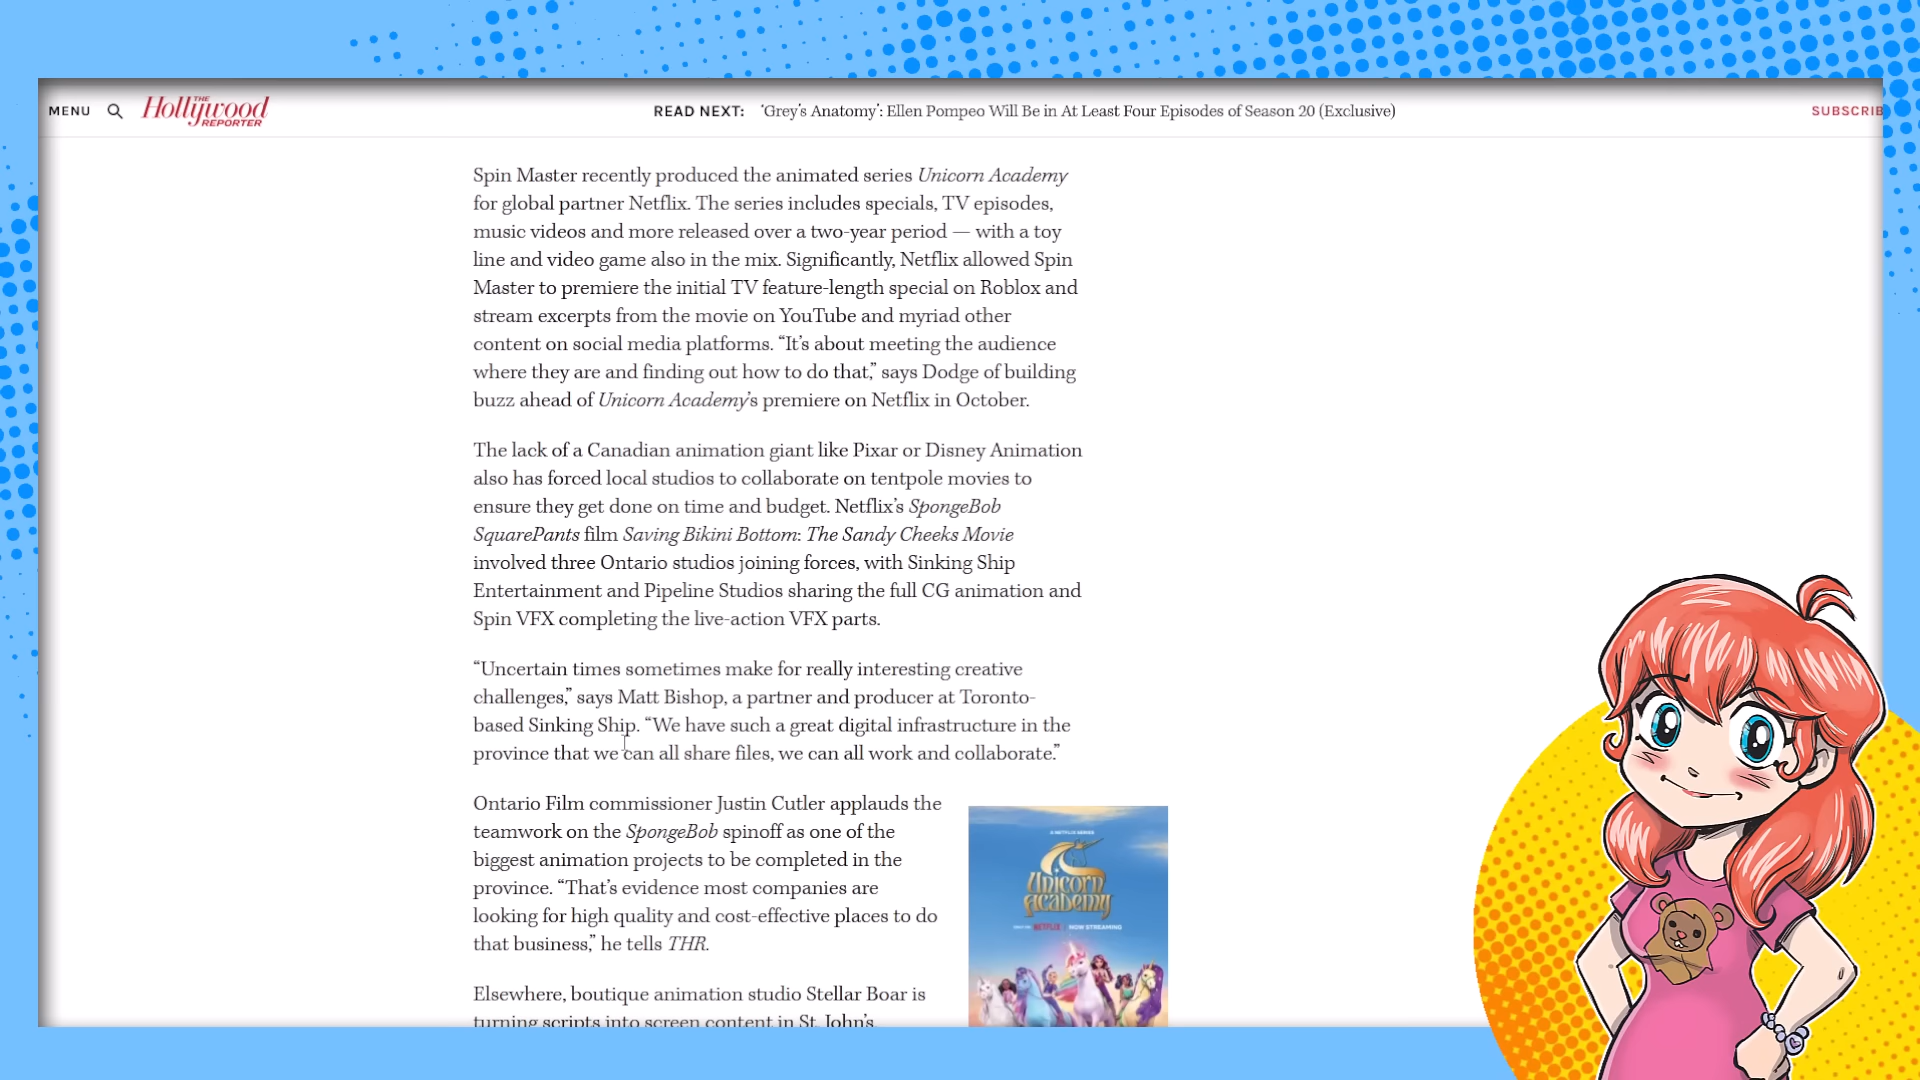 MENU
THE
Hollywood
REPORTER
READ NEXT: 'Grey's Anatomy': Ellen Pompeo Will Be in At Least Four Episodes of Season 20 (Exclusive)
SUBSCRIB
Spin Master recently produced the animated series Unicorn Academy
for global partner Netflix. The series includes specials, TV episodes,
music videos and more released over a two-year period — with a toy
line and video game also in the mix. Significantly, Netflix allowed Spin
Master to premiere the initial TV feature-length special on Roblox and
stream excerpts from the movie on YouTube and myriad other
content on social media platforms. “It’s about meeting the audience
where they are and finding out how to do that,” says Dodge of building
buzz ahead of Unicorn Academy’s premiere on Netflix in October.
The lack of a Canadian animation giant like Pixar or Disney Animation
also has forced local studios to collaborate on tentpole movies to
ensure they get done on time and budget. Netflix’s SpongeBob
SquarePants film Saving Bikini Bottom: The Sandy Cheeks Movie
involved three Ontario studios joining forces, with Sinking Ship
Entertainment and Pipeline Studios sharing the full CG animation and
Spin VFX completing the live-action VFX parts.
“Uncertain times sometimes make for really interesting creative
challenges,” says Matt Bishop, a partner and producer at Toronto-
based Sinking Ship. “We have such a great digital infrastructure in the
province that we can all share files, we can all work and collaborate.”
Ontario Film commissioner Justin Cutler applauds the
teamwork on the SpongeBob spinoff as one of the
biggest animation projects to be completed in the
province. “That’s evidence most companies are
looking for high quality and cost-effective places to do
that business,” he tells THR.
Elsewhere, boutique animation studio Stellar Boar is
turning scripts into screen content in St. John’s,
A NETFLIX SERIES
Unicorn
Academy
NETFLIX NOW STREAMING